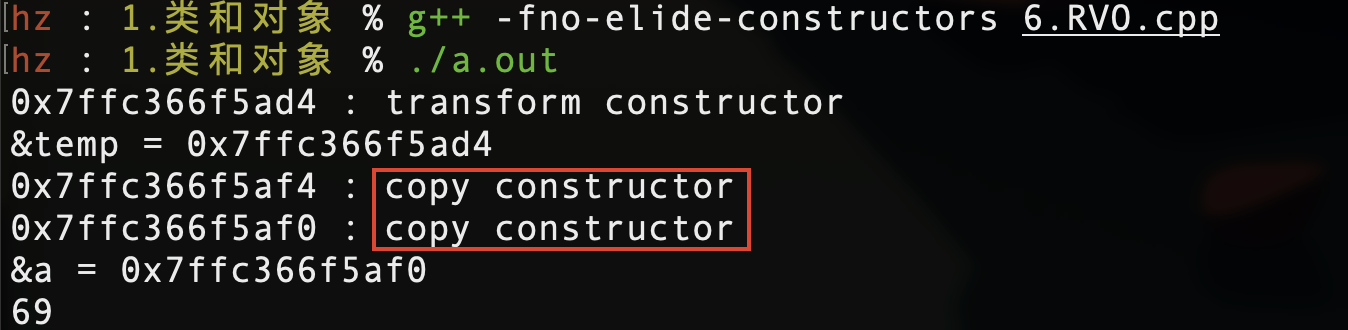 [hz : 1.类和对象 % g++ -fno-elide-constructors 6.RVO.cpp
[hz : 1.类和对象 % ./a.out
0x7ffc366f5ad4 : transform constructor
&temp = 0x7ffc366f5ad4
0x7ffc366f5af4 : copy constructor
0x7ffc366f5af0 : copy constructor
&a = 0x7ffc366f5af0
69